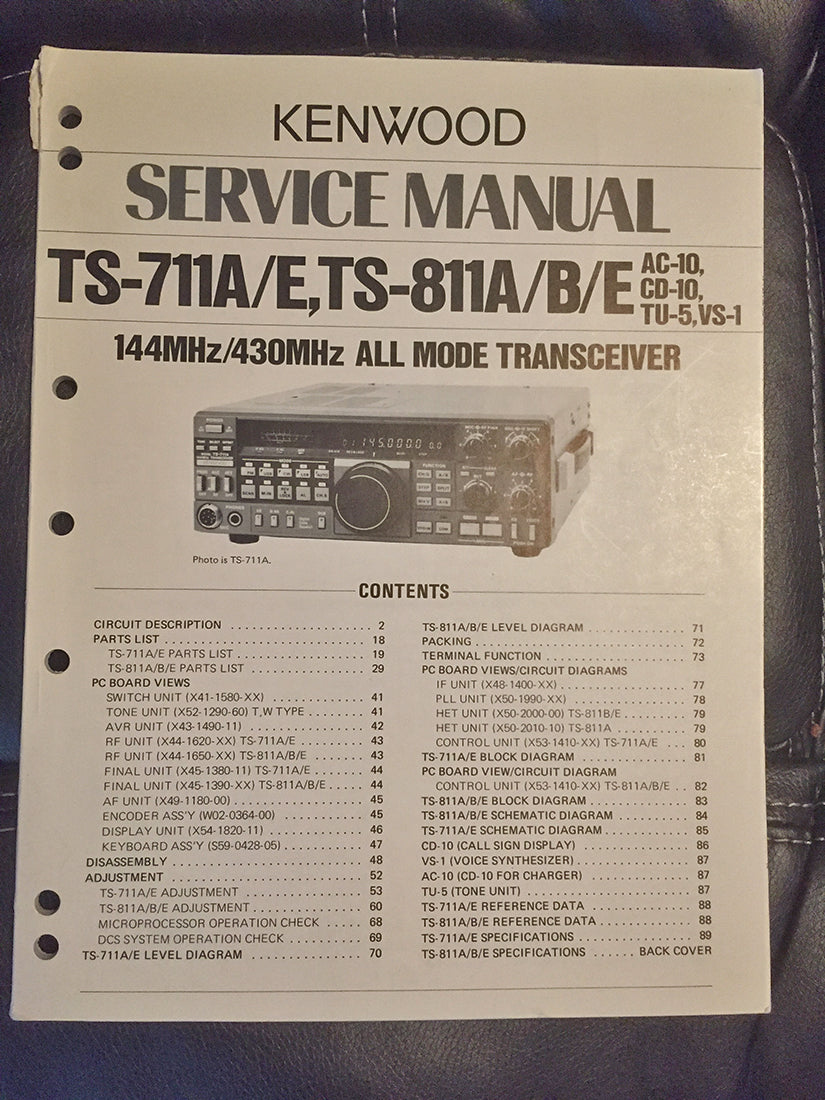 KENWOOD
SERVICE MANUAL
TS-711A/E,TS-811A/B/E AC-10,
CD-10,
TU-5,VS-1
144MHz/430MHz ALL MODE TRANSCEIVER
POWER
145.0000
FUNCTION
PHONES
Photo is TS-711A.
CONTENTS
CIRCUIT DESCRIPTION . . . . . . . . . . . . . . . . . 2
PARTS LIST . . . . . . . . . . . . . . . . . . . . . . . . 18
TS-711A/E PARTS LIST . . . . . . . . . . . . . . . 19
TS-811A/B/E PARTS LIST . . . . . . . . . . . . . 29
PC BOARD VIEWS
SWITCH UNIT (X41-1580-XX) . . . . . . . . . . . 41
TONE UNIT (X52-1290-60) T,W TYPE . . . . . . 41
AVR UNIT (X43-1490-11) . . . . . . . . . . . . . . 42
RF UNIT (X44-1620-XX) TS-711A/E . . . . . . . 43
RF UNIT (X44-1650-XX) TS-811A/B/E . . . . . 43
FINAL UNIT (X45-1380-11) TS-711A/E . . . . . 44
FINAL UNIT (X45-1390-XX) TS-811A/B/E . . . . 44
AF UNIT (X49-1180-00) . . . . . . . . . . . . . . . 45
ENCODER ASS'Y (W02-0364-00) . . . . . . . . . 45
DISPLAY UNIT (X54-1820-11) . . . . . . . . . . . 46
KEYBOARD ASS'Y (S59-0428-05) . . . . . . . . . 47
DISASSEMBLY . . . . . . . . . . . . . . . . . . . . . . 48
ADJUSTMENT . . . . . . . . . . . . . . . . . . . . . . 52
TS-711A/E ADJUSTMENT . . . . . . . . . . . . . 53
TS-811A/B/E ADJUSTMENT . . . . . . . . . . . . 60
MICROPROCESSOR OPERATION CHECK . . . . . 68
DCS SYSTEM OPERATION CHECK . . . . . . . . 69
TS-711A/E LEVEL DIAGRAM . . . . . . . . . . . . . 70
TS-811A/B/E LEVEL DIAGRAM . . . . . . . . . . . 71
PACKING . . . . . . . . . . . . . . . . . . . . . . . . . 72
TERMINAL FUNCTION . . . . . . . . . . . . . . . . 73
PC BOARD VIEWS/CIRCUIT DIAGRAMS
IF UNIT (X48-1400-XX) . . . . . . . . . . . . . . . 77
PLL UNIT (X50-1990-XX) . . . . . . . . . . . . . . 78
HET UNIT (X50-2000-00) TS-811B/E . . . . . . . 79
HET UNIT (X50-2010-10) TS-811A . . . . . . . . 79
CONTROL UNIT (X53-1410-XX) TS-711A/E . . . 80
TS-711A/E BLOCK DIAGRAM . . . . . . . . . . . . 81
PC BOARD VIEW/CIRCUIT DIAGRAM
CONTROL UNIT (X53-1410-XX) TS-811A/B/E . . 82
TS-811A/B/E BLOCK DIAGRAM . . . . . . . . . . . 83
TS-811A/B/E SCHEMATIC DIAGRAM . . . . . . . . 84
TS-711A/E SCHEMATIC DIAGRAM . . . . . . . . . 85
CD-10 (CALL SIGN DISPLAY) . . . . . . . . . . . . 86
VS-1 (VOICE SYNTHESIZER) . . . . . . . . . . . . . 87
AC-10 (CD-10 FOR CHARGER) . . . . . . . . . . . . 87
TU-5 (TONE UNIT) . . . . . . . . . . . . . . . . . . . 87
TS-711A/E REFERENCE DATA . . . . . . . . . . . 88
TS-811A/B/E REFERENCE DATA . . . . . . . . . . 88
TS-711A/E SPECIFICATIONS . . . . . . . . . . . . . 89
TS-811A/B/E SPECIFICATIONS . . . . . . BACK COVER